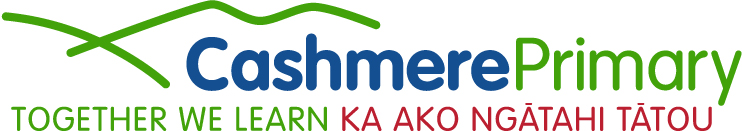 CashmerePrimary
TOGETHER WE LEARN KA AKO NGĀTAHI TĀTOU